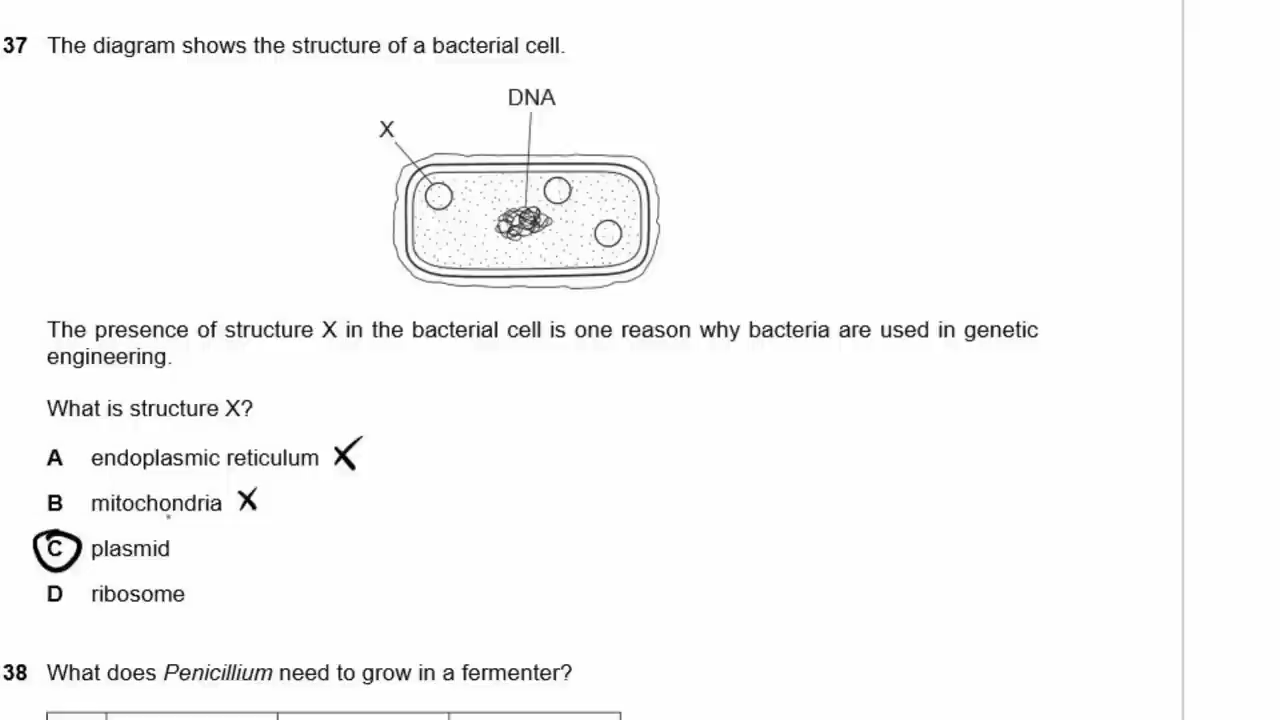 37 The diagram shows the structure of a bacterial cell.
DNA
X
The presence of structure X in the bacterial cell is one reason why bacteria are used in genetic
engineering.
What is structure X?
A endoplasmic reticulum X
B mitochondria X
C plasmid
D ribosome
38 What does Penicillium need to grow in a fermenter?